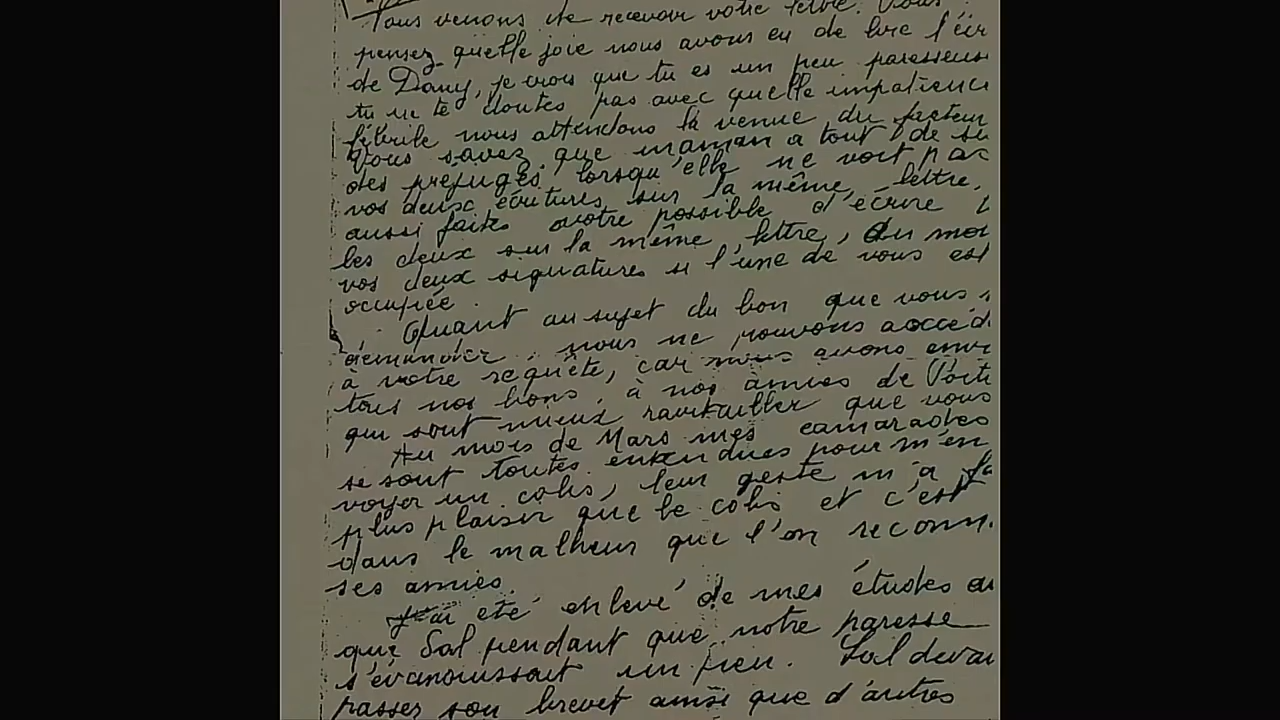 Nous venons de recevoir votre lettre. Vous
pensez quelle joie nous avons eu de lire l'écr
de Dany, je crois que tu es un peu paresseus
tu ne te doutes pas avec quelle impatience
fébrile nous attendons la venue du facteur
Vous savez que maman a tout de su
des préjugés lorsqu'elle ne voit pas
vos deux écritures sur la même lettre,
aussi faites votre possible d'écrire
les deux sur la même lettre, du moi
vos deux signatures si l'une de vous est
occupée.
Quant au sujet du bon que vous
demandez, nous ne pouvons accéd
à votre requête, car nous avons envo
tous nos bons, à nos amies de Poiti
qui sont mieux ravitailler que vous
Au mois de Mars mes camarades
se sont toutes entendues pour m'en
voyer un colis, leur geste m'a fa
plus plaisir que le colis et c'est
dans le malheur que l'on reconn
ses amies.
J'ai été enlevé de mes études au
que Sal pendant que notre paresse
s'évanouissait un peu. Sal devai
passer son brevet ainsi que d'autres